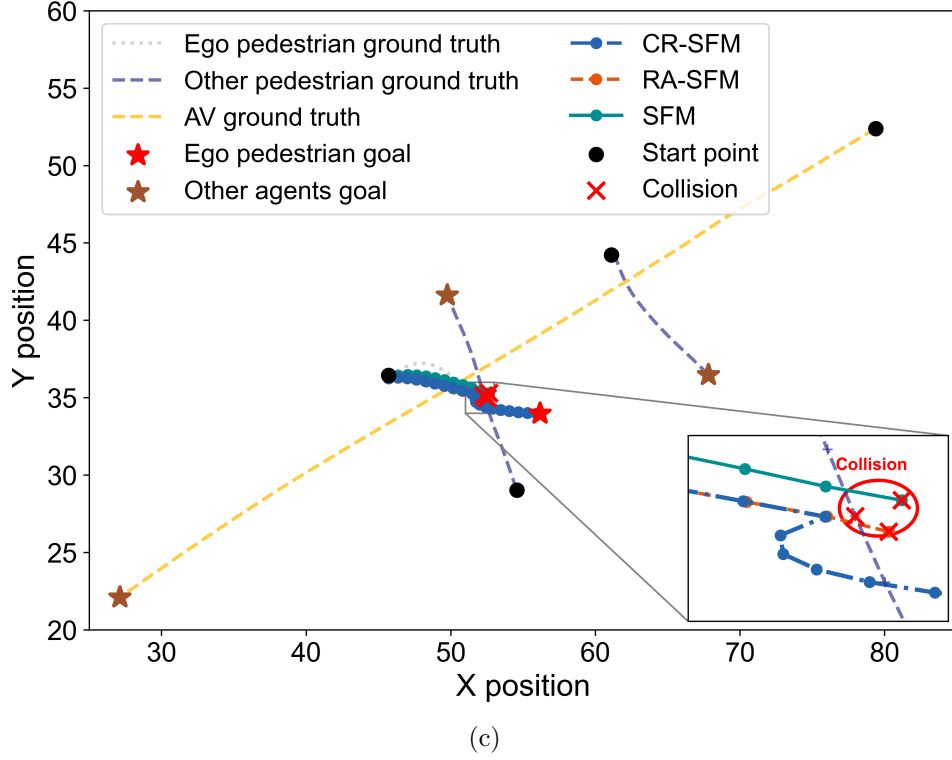 60
55
50
45
40
35
30
25
20
Y position
Ego pedestrian ground truth
Other pedestrian ground truth
AV ground truth
Ego pedestrian goal
Other agents goal
CR-SFM
RA-SFM
SFM
Start point
Collision
Collision
30 40 50 60 70 80
X position
(c)